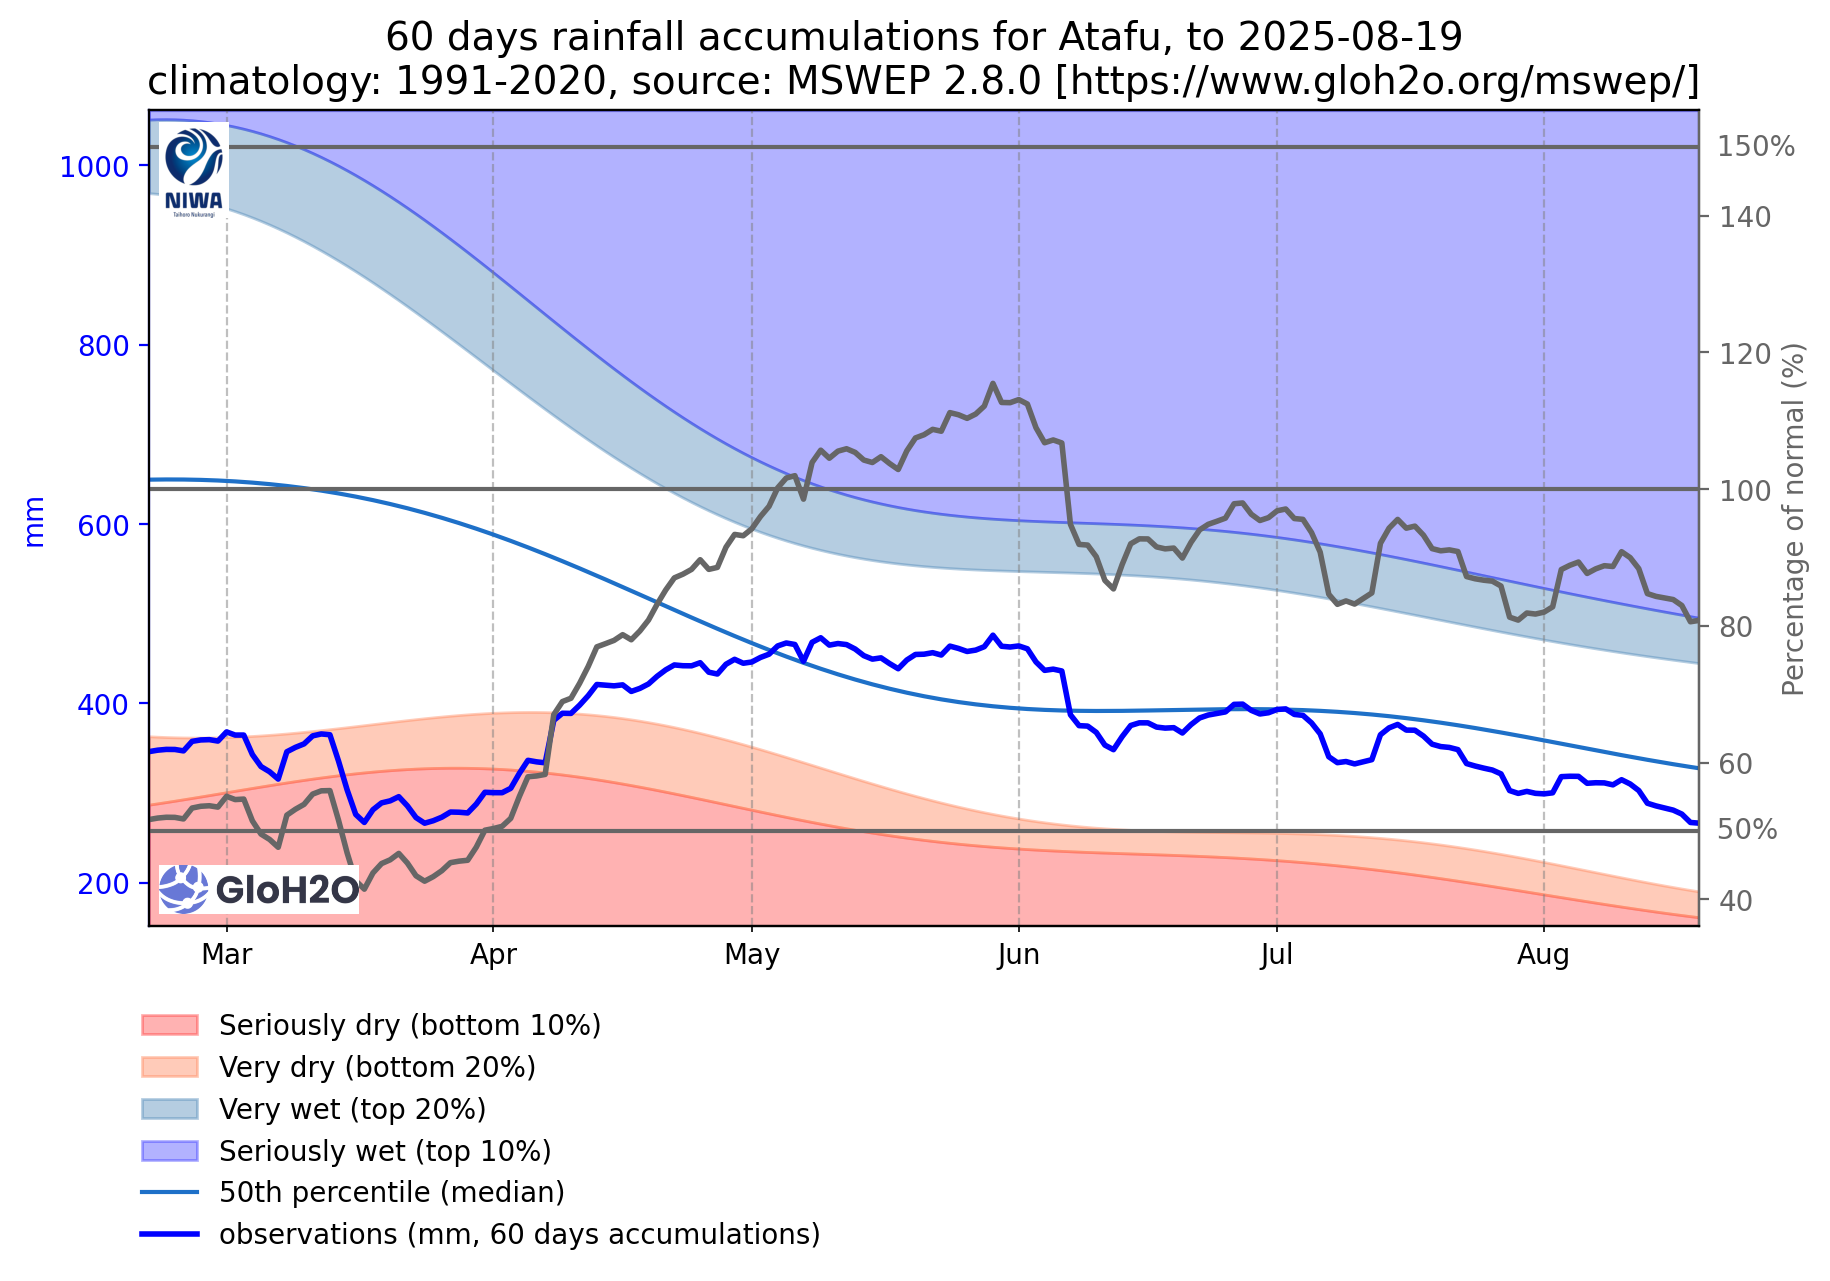 60 days rainfall accumulations for Atafu, to 2025-08-19
climatology: 1991-2020, source: MSWEP 2.8.0 [https://www.gloh2o.org/mswep/]
NIWA
Taihoro Nukurangi
GloH2O
mm
1000
800
600
400
200
150%
140
120
100
80
60
50%
40
Percentage of normal (%)
Mar
Apr
May
Jun
Jul
Aug
Seriously dry (bottom 10%)
Very dry (bottom 20%)
Very wet (top 20%)
Seriously wet (top 10%)
50th percentile (median)
observations (mm, 60 days accumulations)